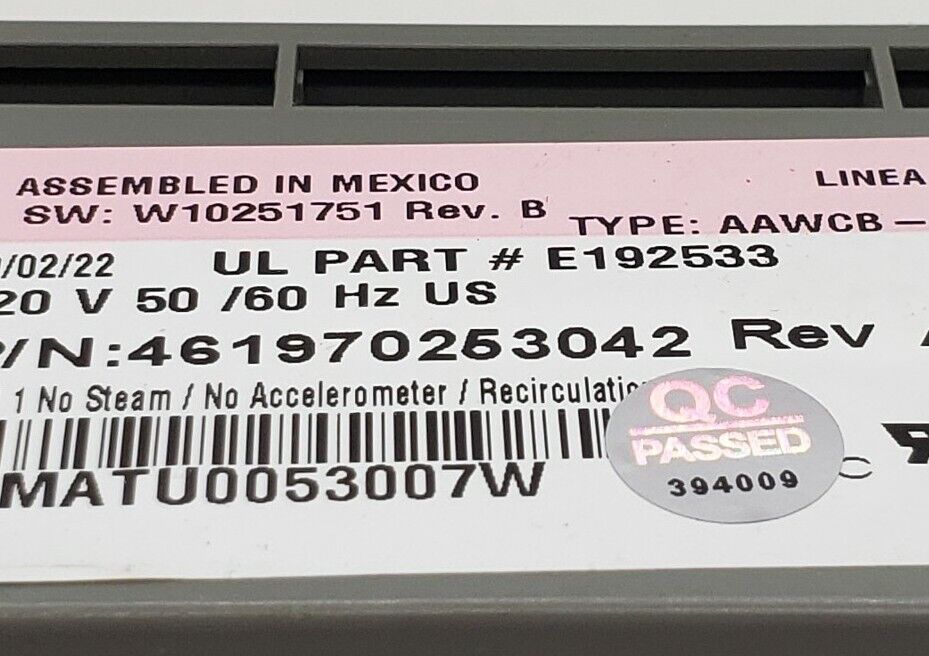 ASSEMBLED IN MEXICO
LINEA
SW: W10251751 Rev. B
TYPE: AAWCB –
/02/22 UL PART # E192533
20 V 50 /60 Hz US
/N:461970253042 Rev
1 No Steam / No Accelerometer / Recirculatio
MATU0053007W
QC
PASSED
394009
C